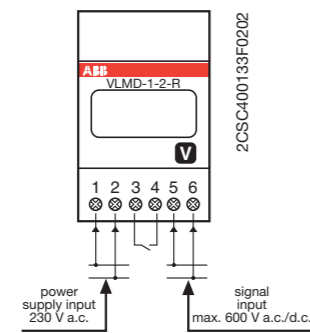 ABB
VLMD-1-2-R
V
1 2 3 4 5 6
power
supply input
230 V a.c.
signal
input
max. 600 V a.c./d.c.
2CSC400133F0202